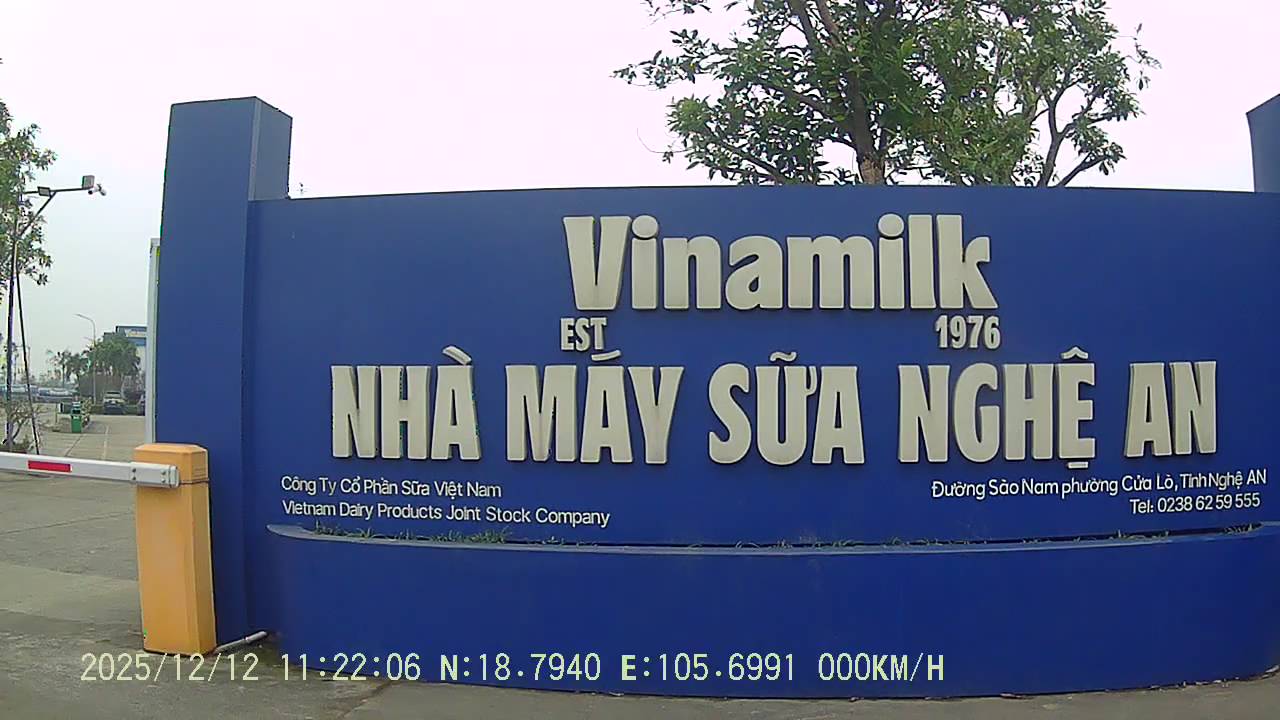 Vinamilk
EST 1976
NHÀ MÁY SỮA NGHỆ AN
Công Ty Cổ Phần Sữa Việt Nam
Vietnam Dairy Products Joint Stock Company
Đường Sào Nam phường Cửa Lò, Tỉnh Nghệ AN
Tel: 0238 62 59 555
2025/12/12 11:22:06 N:18.7940 E:105.6991 000KM/H